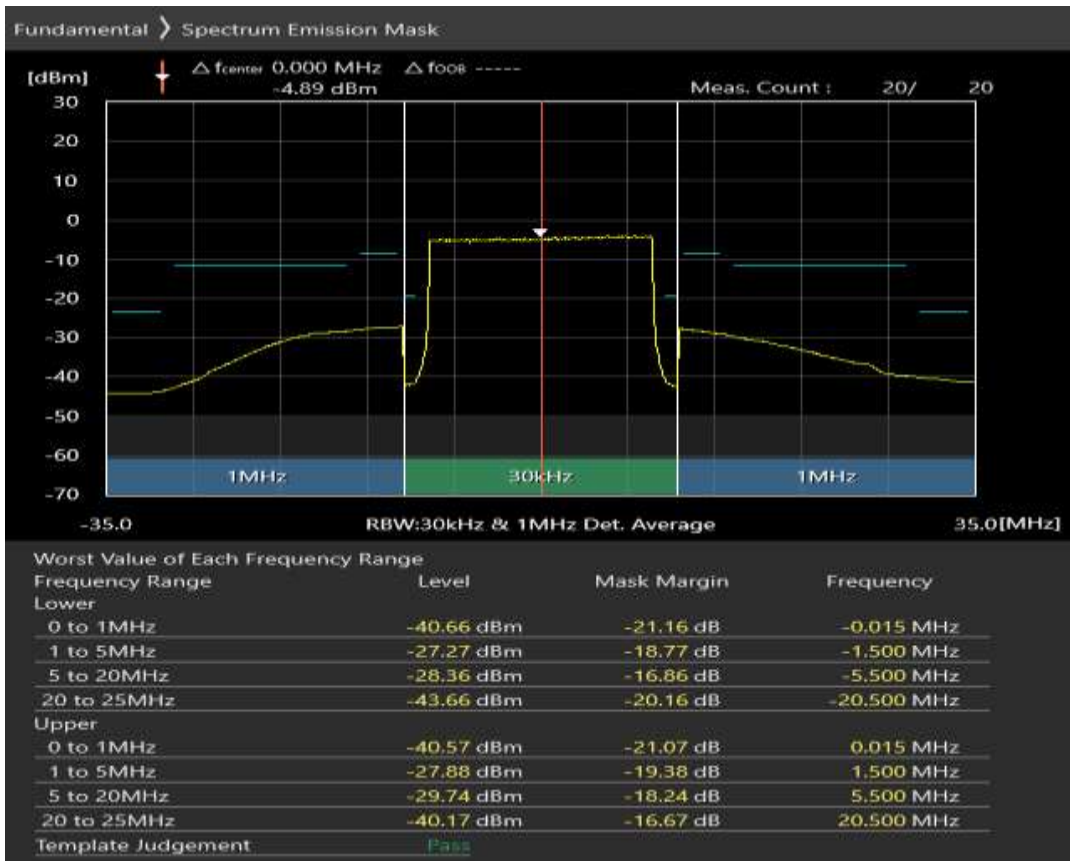 Fundamental 〉 Spectrum Emission Mask
△ fcenter 0.000 MHz △ fOOB -----
[dBm] -4.89 dBm Meas. Count : 20/ 20
30
20
10
0
-10
-20
-30
-40
-50
-60
1MHz 30kHz 1MHz
-70
-35.0 RBW:30kHz & 1MHz Det. Average 35.0[MHz]
Worst Value of Each Frequency Range
Frequency Range Level Mask Margin Frequency
Lower
0 to 1MHz -40.66 dBm -21.16 dB -0.015 MHz
1 to 5MHz -27.27 dBm -18.77 dB -1.500 MHz
5 to 20MHz -28.36 dBm -16.86 dB -5.500 MHz
20 to 25MHz -43.66 dBm -20.16 dB -20.500 MHz
Upper
0 to 1MHz -40.57 dBm -21.07 dB 0.015 MHz
1 to 5MHz -27.88 dBm -19.38 dB 1.500 MHz
5 to 20MHz -29.74 dBm -18.24 dB 5.500 MHz
20 to 25MHz -40.17 dBm -16.67 dB 20.500 MHz
Template Judgement Pass